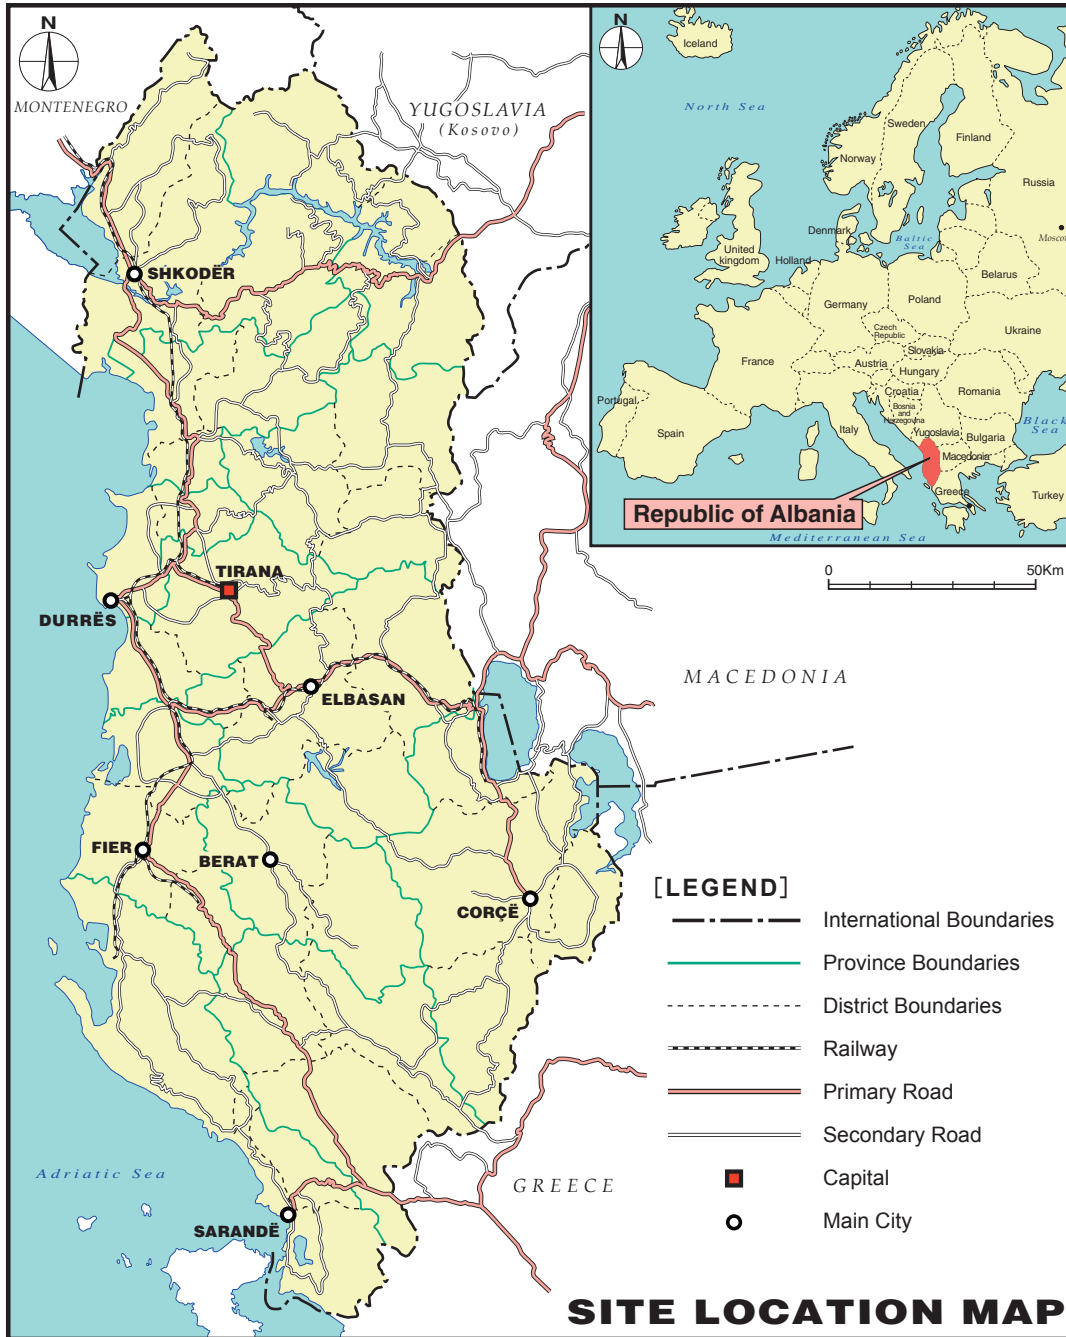 N
MONTENEGRO
YUGOSLAVIA
(Kosovo)
SHKODËR
TIRANA
DURRËS
ELBASAN
MACEDONIA
FIER
BERAT
CORÇË
Adriatic Sea
GREECE
SARANDË
N
Iceland
North Sea
Sweden
Finland
Norway
Russia
Denmark
Baltic
Sea
Moscow
United
kingdom
Holland
Belarus
Germany
Poland
Czech
Republic
Ukraine
Slovakia
France
Austria
Hungary
Croatia
Romania
Bosnia
and
Herzegovina
Portugal
Spain
Italy
Yugoslavia
Bulgaria
Black
Sea
Macedonia
Greece
Turkey
Republic of Albania
Mediterranean Sea
0 50Km
[LEGEND]
International Boundaries
Province Boundaries
District Boundaries
Railway
Primary Road
Secondary Road
Capital
Main City
SITE LOCATION MAP